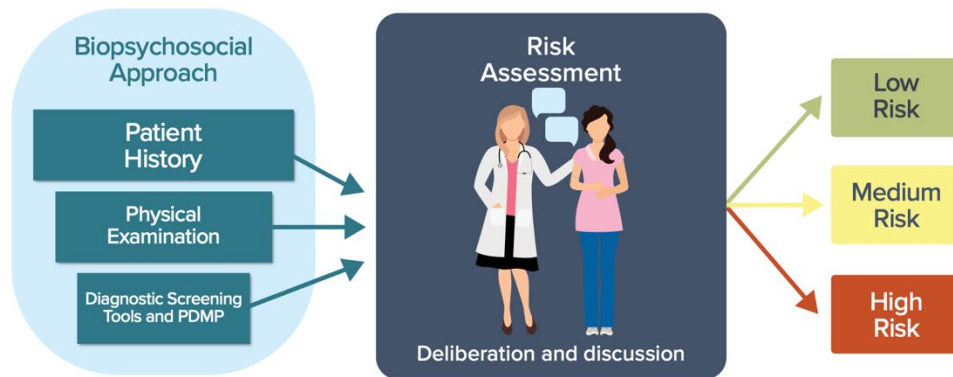 Biopsychosocial
Approach
Patient
History
Physical
Examination
Diagnostic Screening
Tools and PDMP
Risk
Assessment
Deliberation and discussion
Low
Risk
Medium
Risk
High
Risk